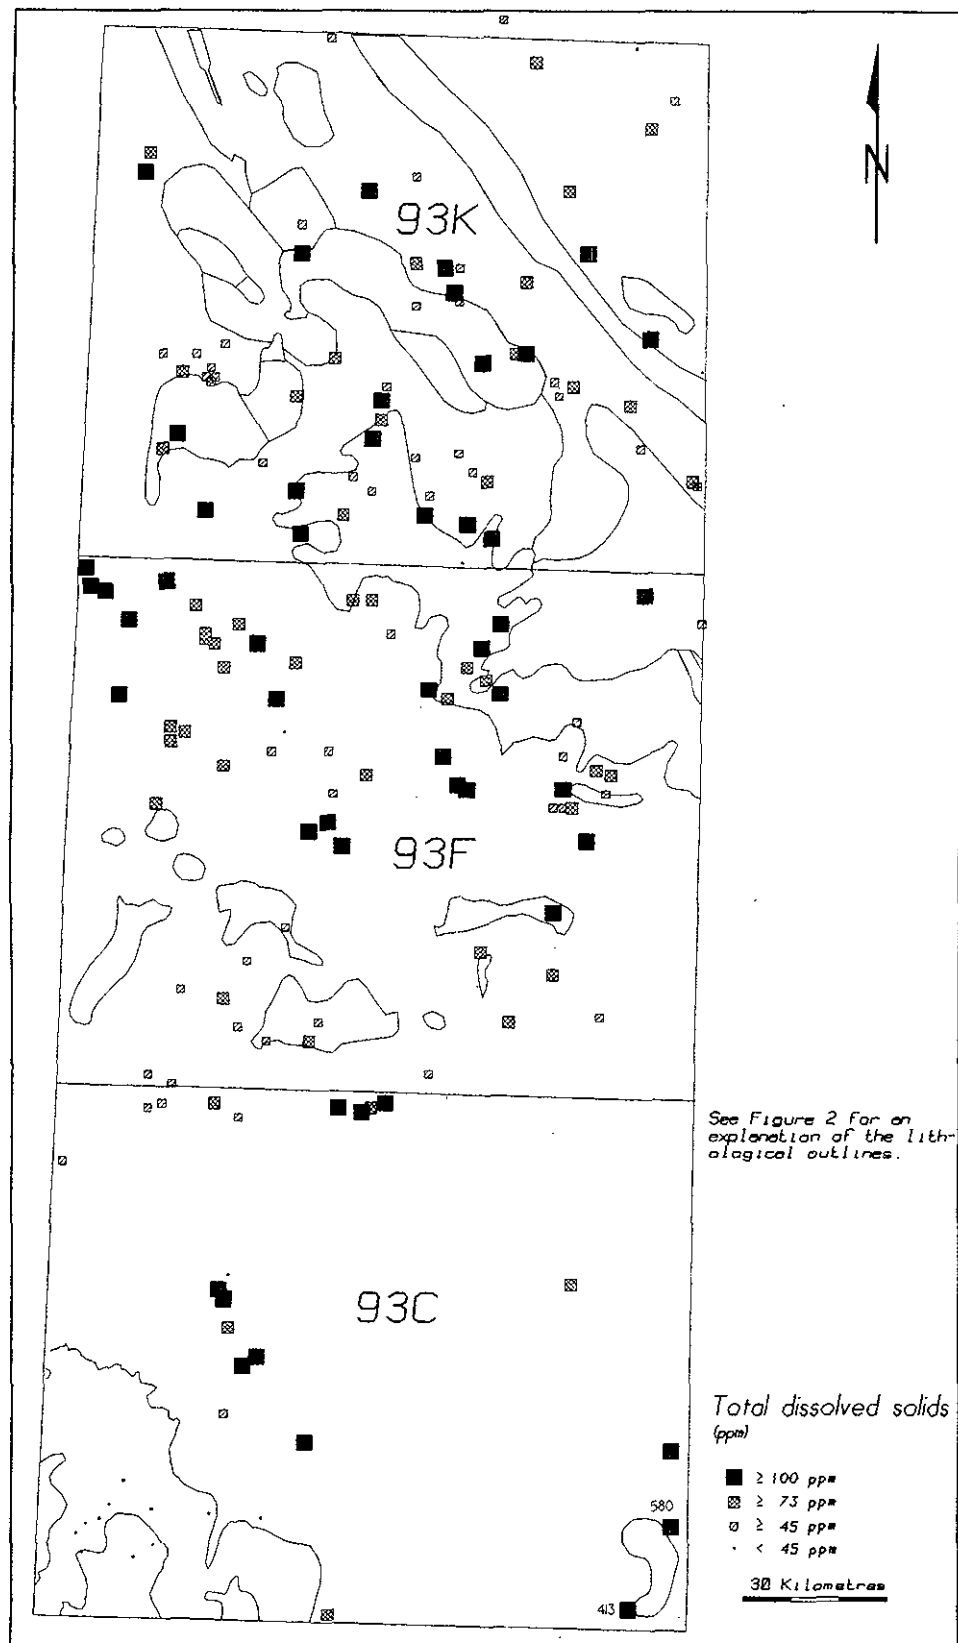 N
93K
93F
See Figure 2 for an
explanation of the lith-
ological outlines.
93C
Total dissolved solids
(ppm)
≥ 100 ppm
≥ 73 ppm
≥ 45 ppm
< 45 ppm
580
30 Kilometres
413